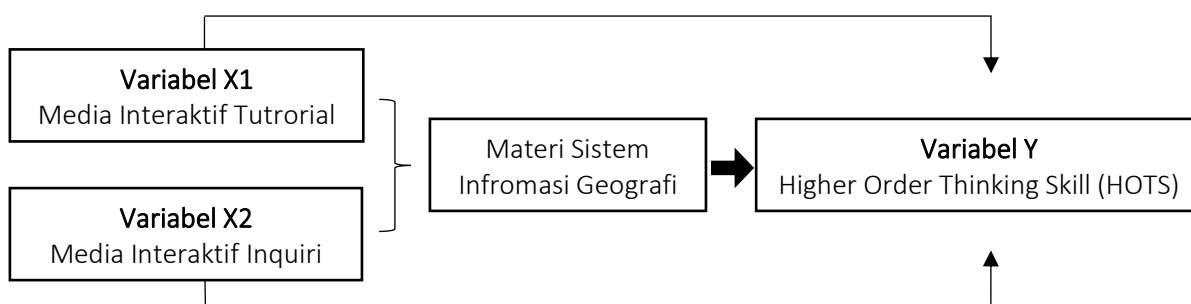 Variabel X1
Media Interaktif Tutrorial
Variabel X2
Media Interaktif Inquiri
Materi Sistem
Infromasi Geografi
Variabel Y
Higher Order Thinking Skill (HOTS)